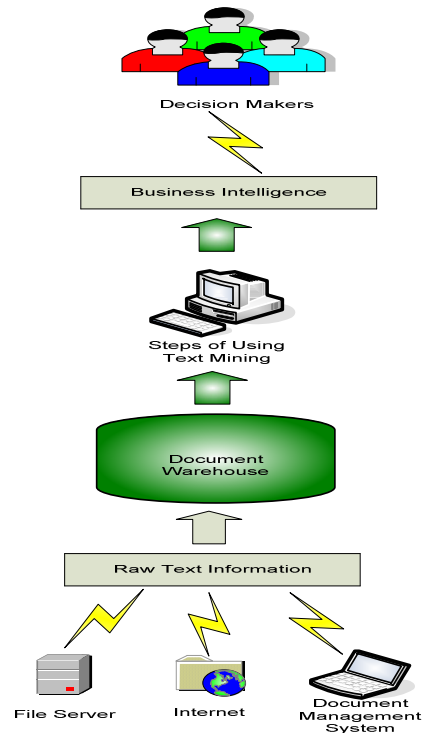 Decision Makers
Business Intelligence
Steps of Using
Text Mining
Document
Warehouse
Raw Text Information
File Server
Internet
Document
Management
System